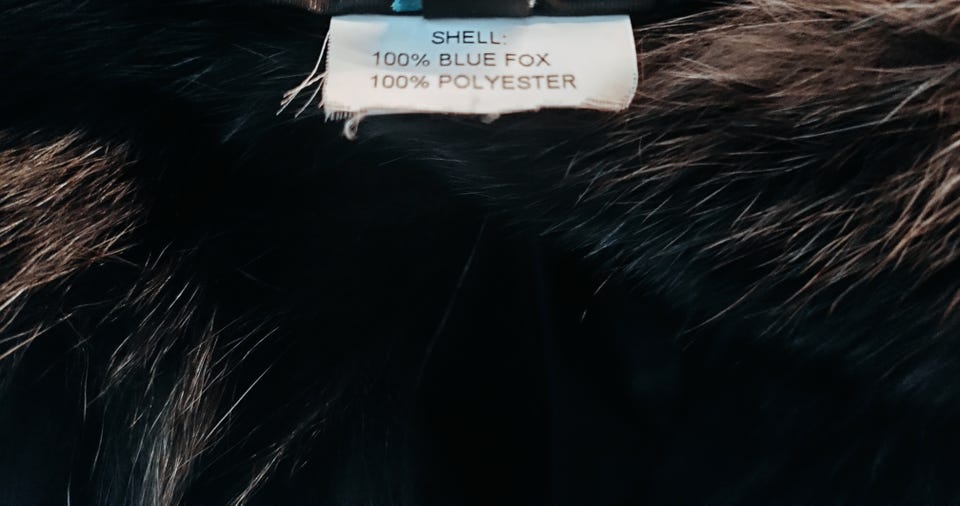 SHELL:
100% BLUE FOX
100% POLYESTER